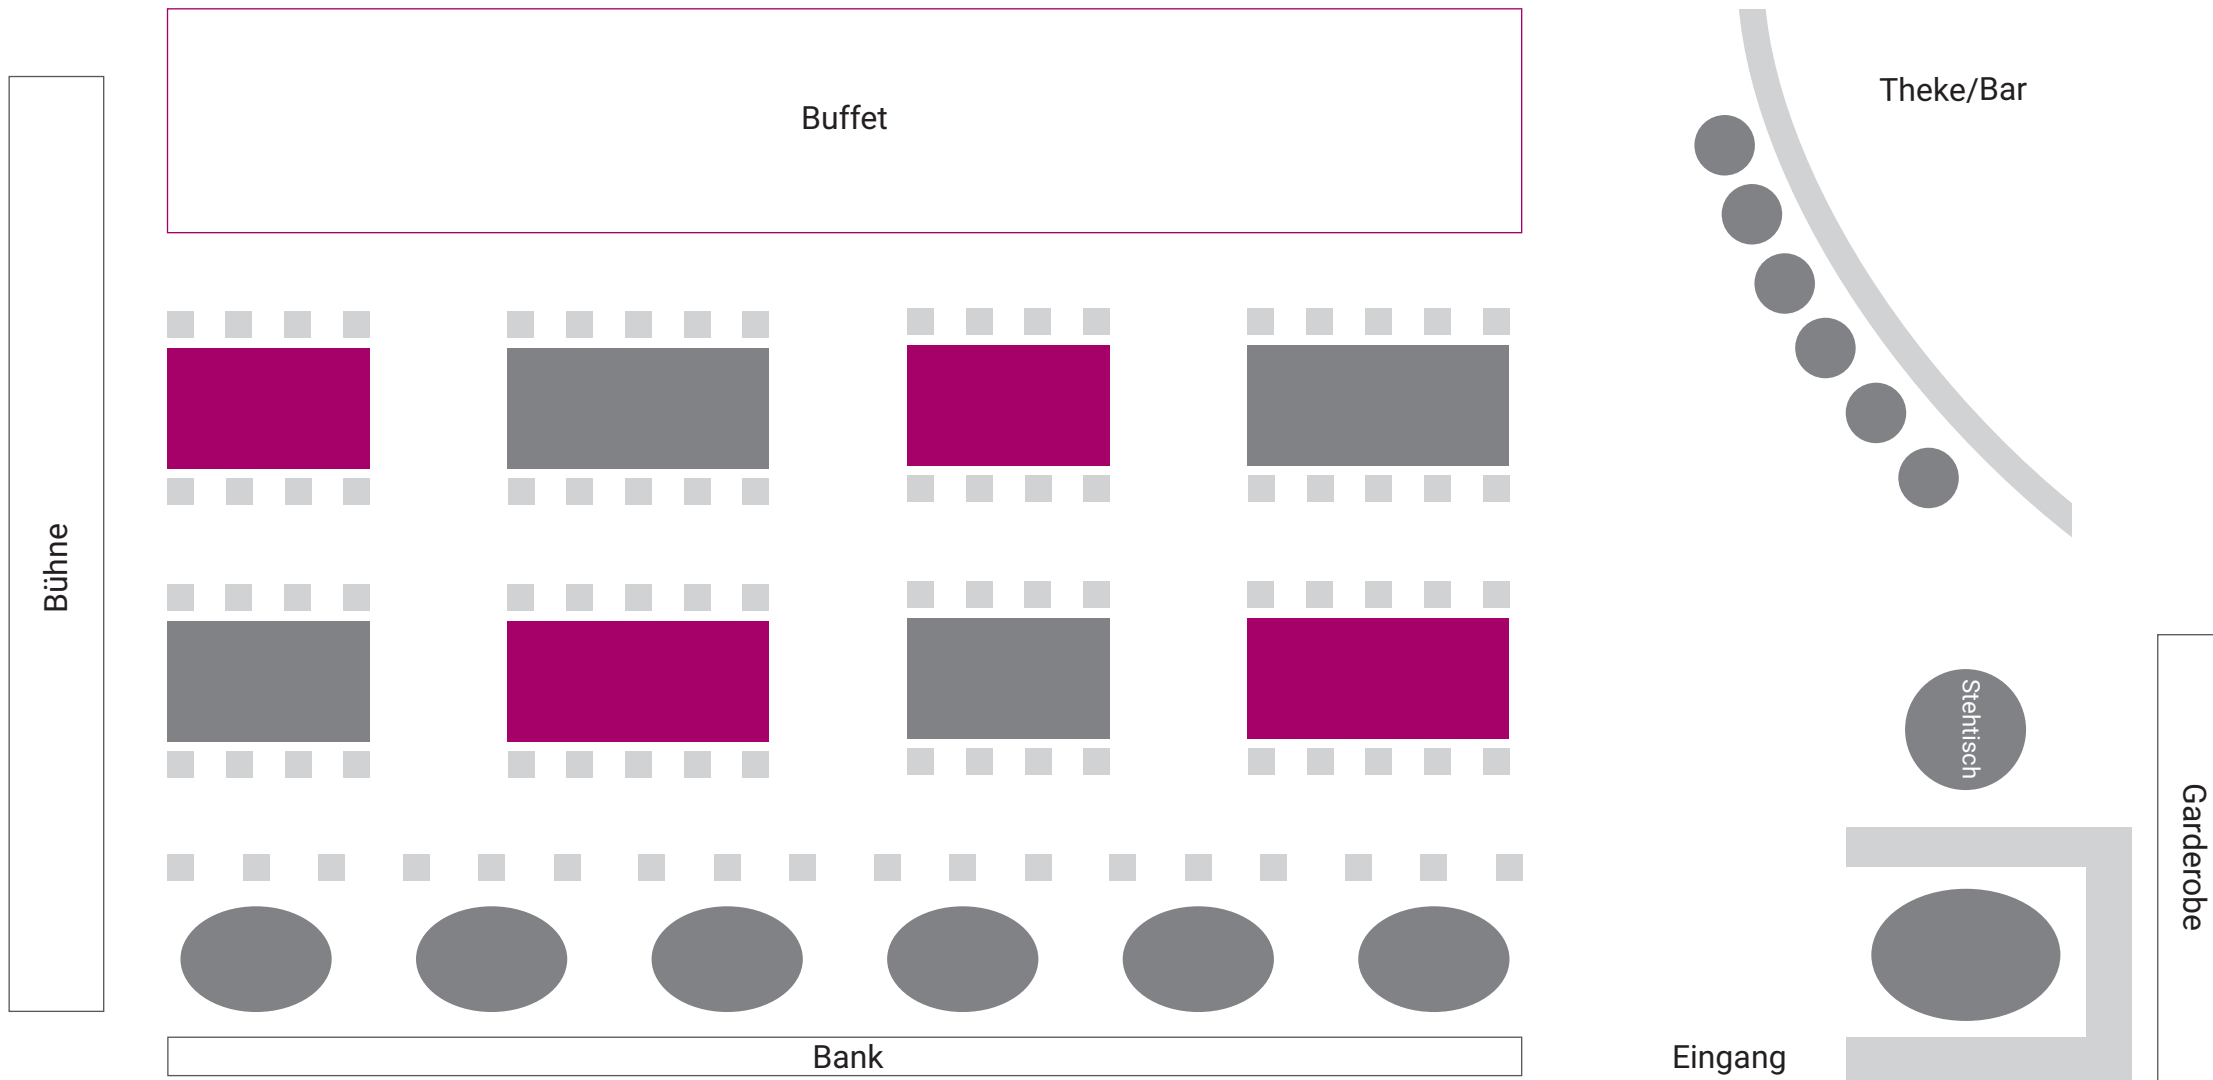 Buffet
Theke/Bar
Bühne
Stehtisch
Garderobe
Bank
Eingang